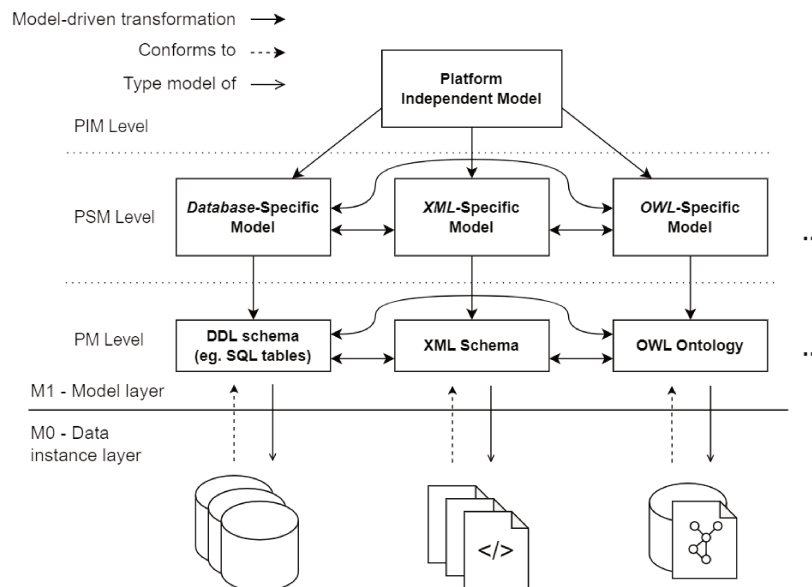 Model-driven transformation
Conforms to
Type model of
Platform
Independent Model
PIM Level
PSM Level
Database-Specific
Model
XML-Specific
Model
OWL-Specific
Model
..
PM Level
DDL schema
(eg. SQL tables)
XML Schema
OWL Ontology
..
M1 - Model layer
M0 - Data
instance layer
</>